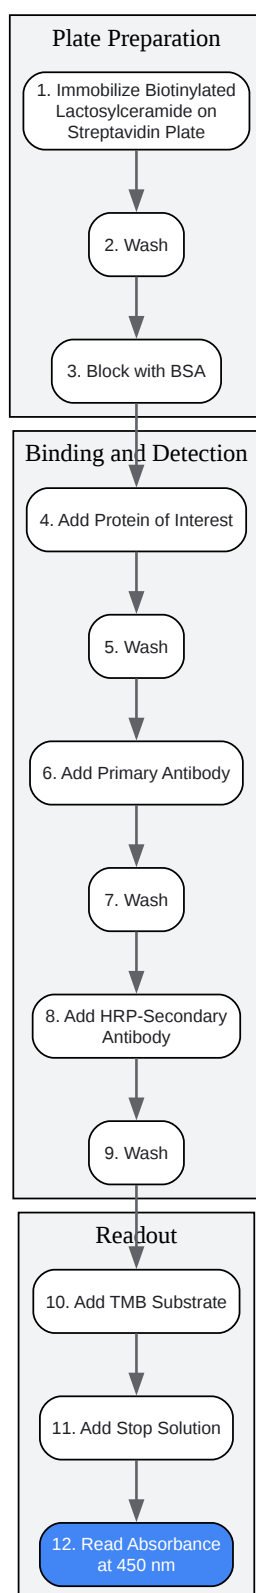 Plate Preparation
1. Immobilize Biotinylated
Lactosylceramide on
Streptavidin Plate
2. Wash
3. Block with BSA
Binding and Detection
4. Add Protein of Interest
5. Wash
6. Add Primary Antibody
7. Wash
8. Add HRP-Secondary
Antibody
9. Wash
Readout
10. Add TMB Substrate
11. Add Stop Solution
12. Read Absorbance
at 450 nm